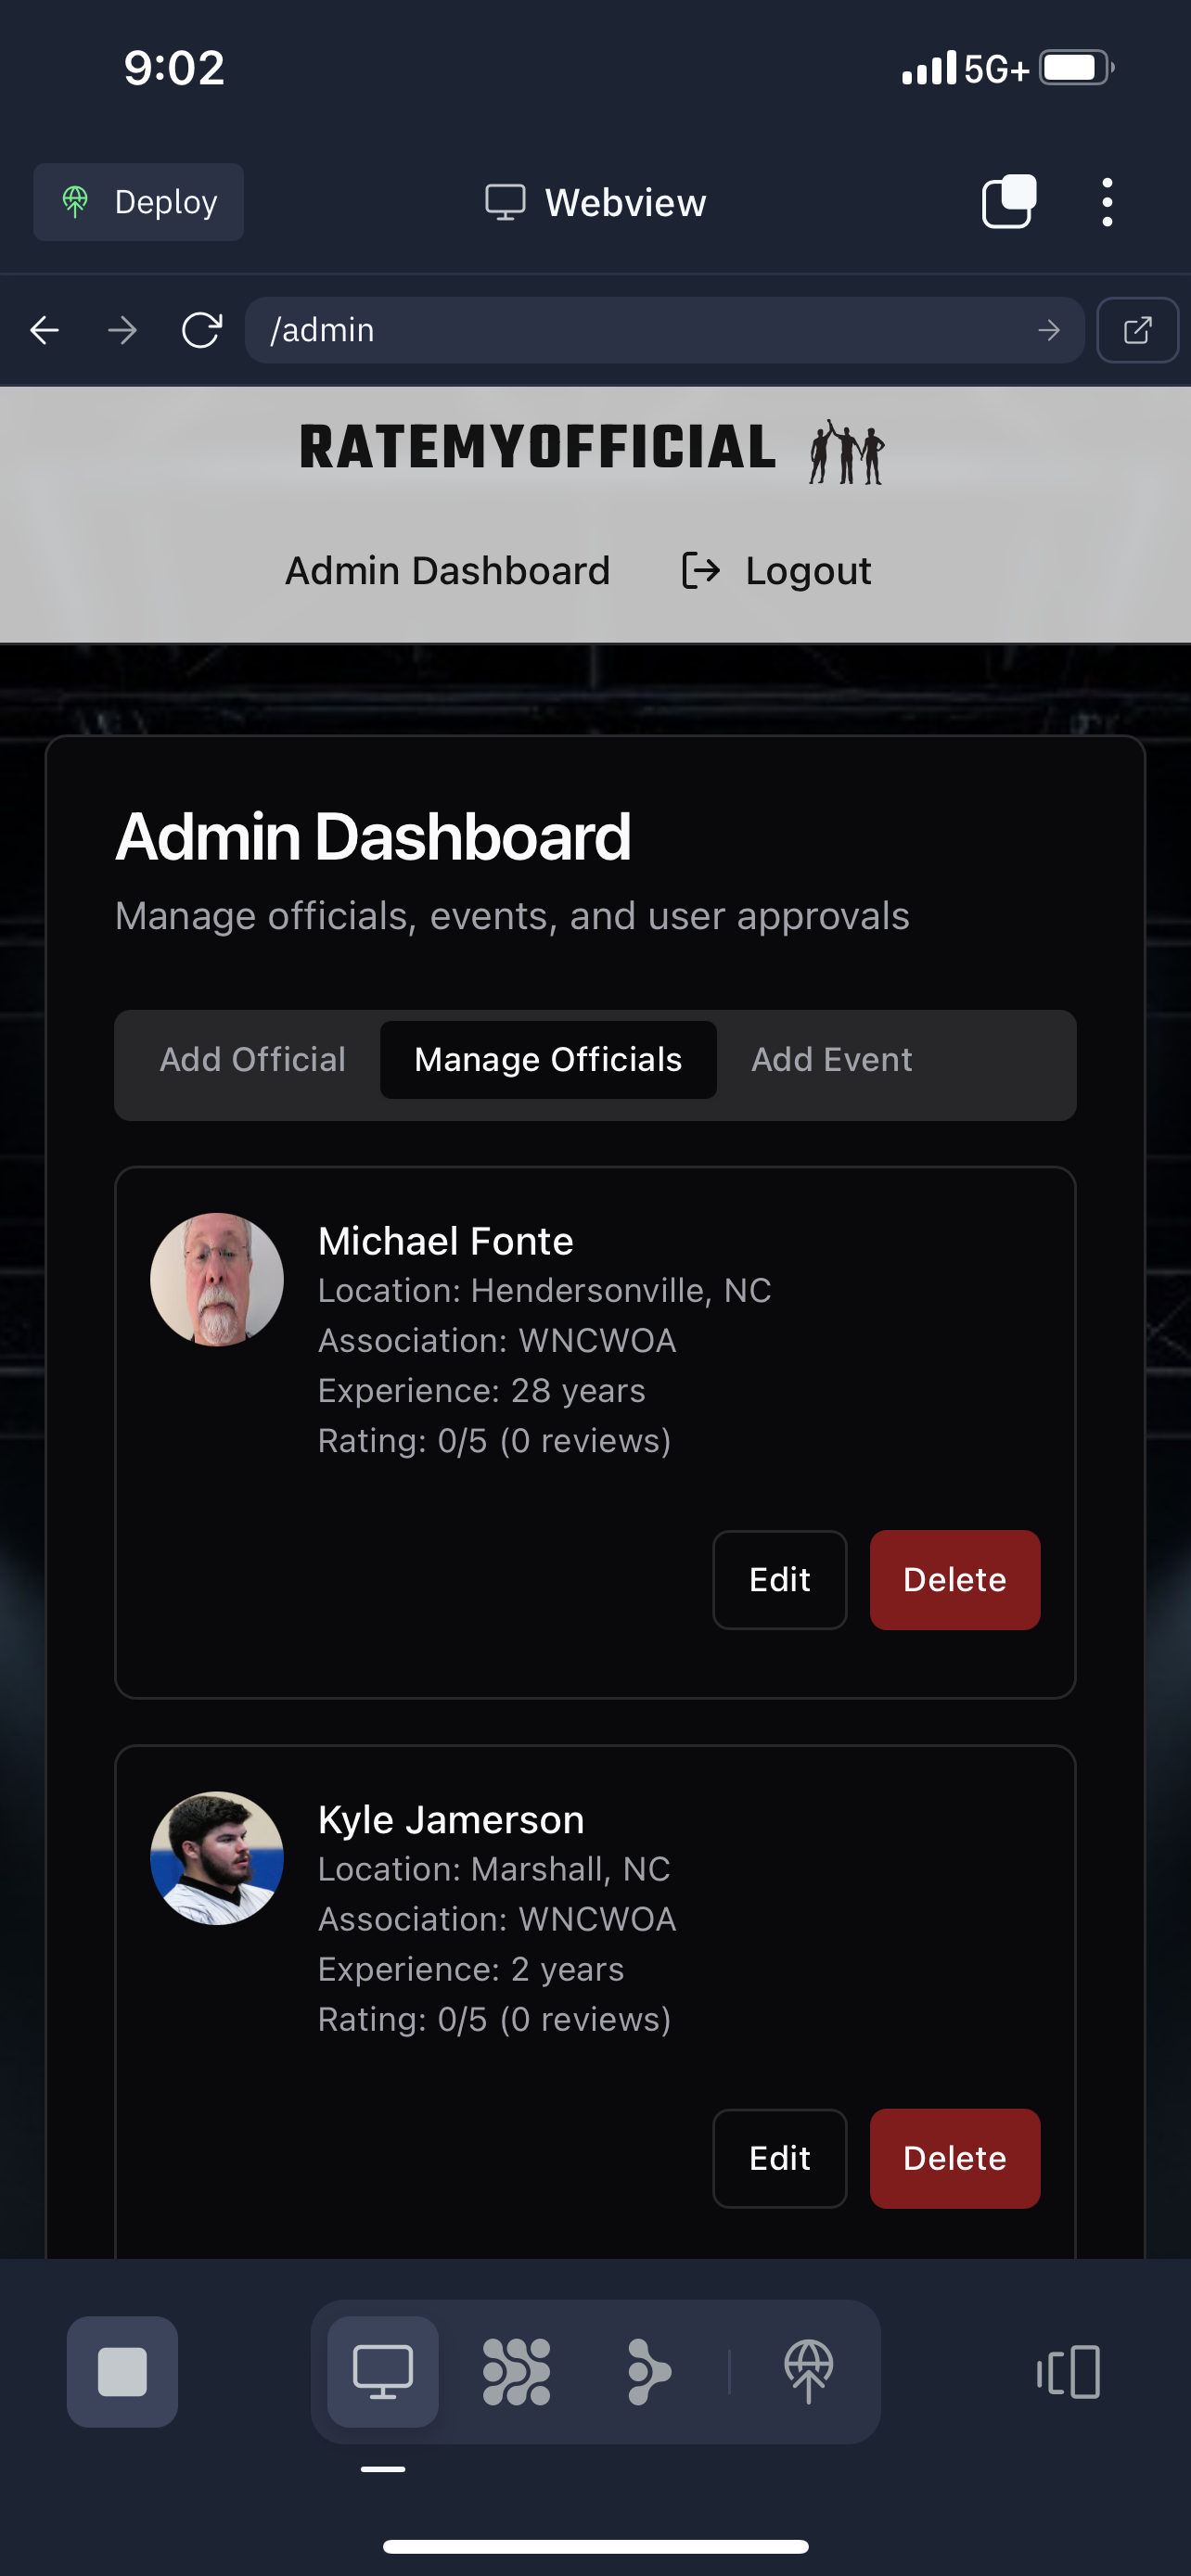 9:02
5G+
Deploy
Webview
/admin
RATEMYOFFICIAL
Admin Dashboard
Logout
Admin Dashboard
Manage officials, events, and user approvals
Add Official
Manage Officials
Add Event
Michael Fonte
Location: Hendersonville, NC
Association: WNCWOA
Experience: 28 years
Rating: 0/5 (0 reviews)
Edit
Delete
Kyle Jamerson
Location: Marshall, NC
Association: WNCWOA
Experience: 2 years
Rating: 0/5 (0 reviews)
Edit
Delete